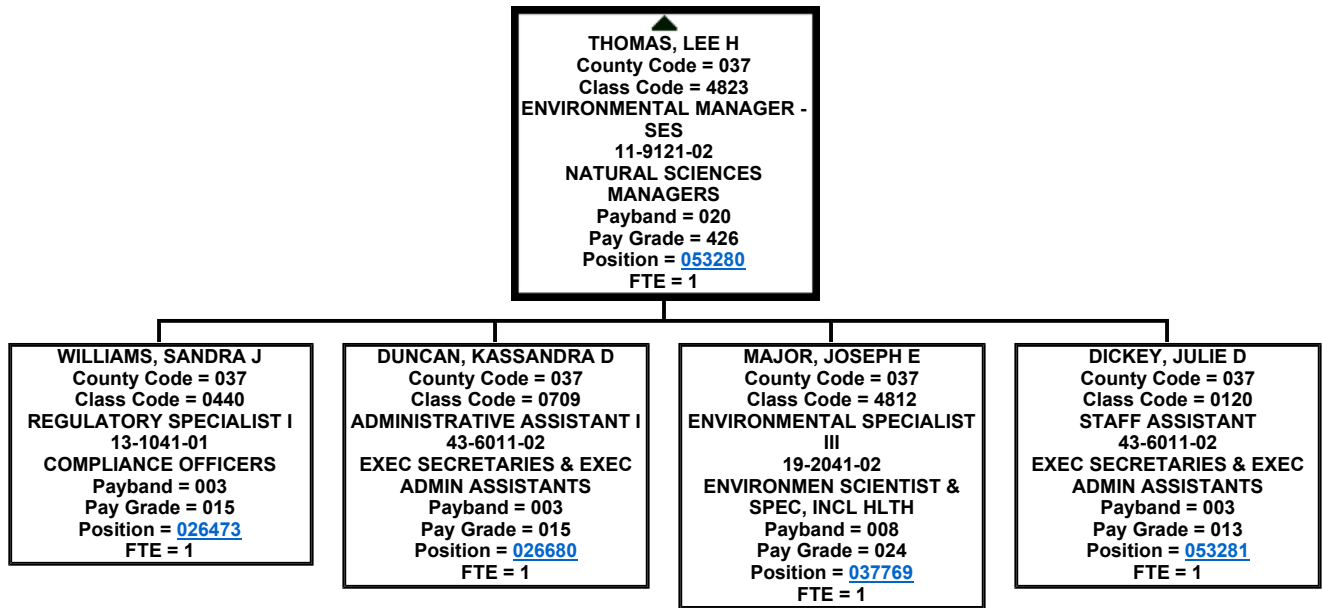 THOMAS, LEE H
County Code = 037
Class Code = 4823
ENVIRONMENTAL MANAGER -
SES
11-9121-02
NATURAL SCIENCES
MANAGERS
Payband = 020
Pay Grade = 426
Position = 053280
FTE = 1
WILLIAMS, SANDRA J
County Code = 037
Class Code = 0440
REGULATORY SPECIALIST I
13-1041-01
COMPLIANCE OFFICERS
Payband = 003
Pay Grade = 015
Position = 026473
FTE = 1
DUNCAN, KASSANDRA D
County Code = 037
Class Code = 0709
ADMINISTRATIVE ASSISTANT I
43-6011-02
EXEC SECRETARIES & EXEC
ADMIN ASSISTANTS
Payband = 003
Pay Grade = 015
Position = 026680
FTE = 1
MAJOR, JOSEPH E
County Code = 037
Class Code = 4812
ENVIRONMENTAL SPECIALIST
III
19-2041-02
ENVIRONMEN SCIENTIST &
SPEC, INCL HLTH
Payband = 008
Pay Grade = 024
Position = 037769
FTE = 1
DICKEY, JULIE D
County Code = 037
Class Code = 0120
STAFF ASSISTANT
43-6011-02
EXEC SECRETARIES & EXEC
ADMIN ASSISTANTS
Payband = 003
Pay Grade = 013
Position = 053281
FTE = 1